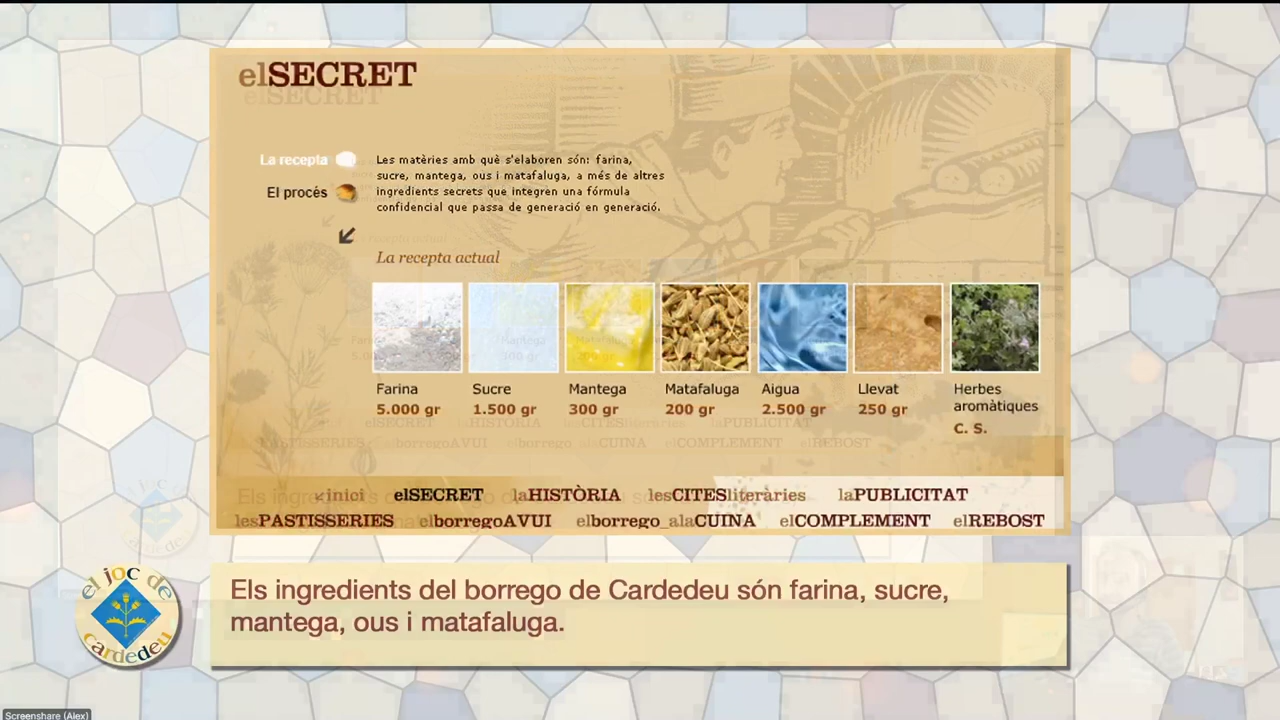 elSECRET
La recepta
Les matèries amb què s'elaboren són: farina,
sucre, mantega, ous i matafaluga, a més de altres
ingredients secrets que integren una fórmula
confidencial que passa de generació en generació.
El procés
La recepta actual
Farina
5.000 gr
Sucre
1.500 gr
Mantega
300 gr
Matafaluga
200 gr
Aigua
2.500 gr
Llevat
250 gr
Herbes
aromàtiques
C. S.
inici elSECRET laHISTÒRIA lesCITESliteràries laPUBLICITAT
lesPASTISSERIES elborregoAVUI elborrego_alaCUINA elCOMPLEMENT elREBOST
el joc de
cardedeu
Els ingredients del borrego de Cardedeu són farina, sucre,
mantega, ous i matafaluga.
Screenshare (Alex)